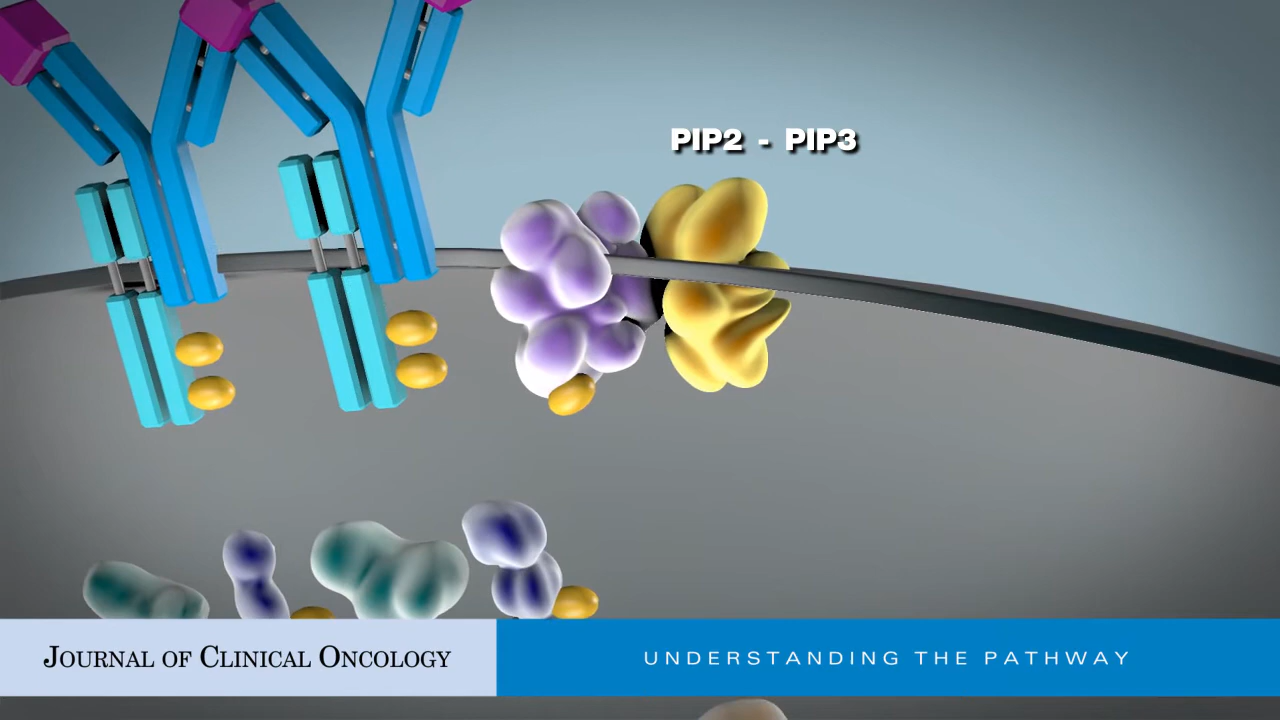 PIP2 - PIP3
JOURNAL OF CLINICAL ONCOLOGY
UNDERSTANDING THE PATHWAY